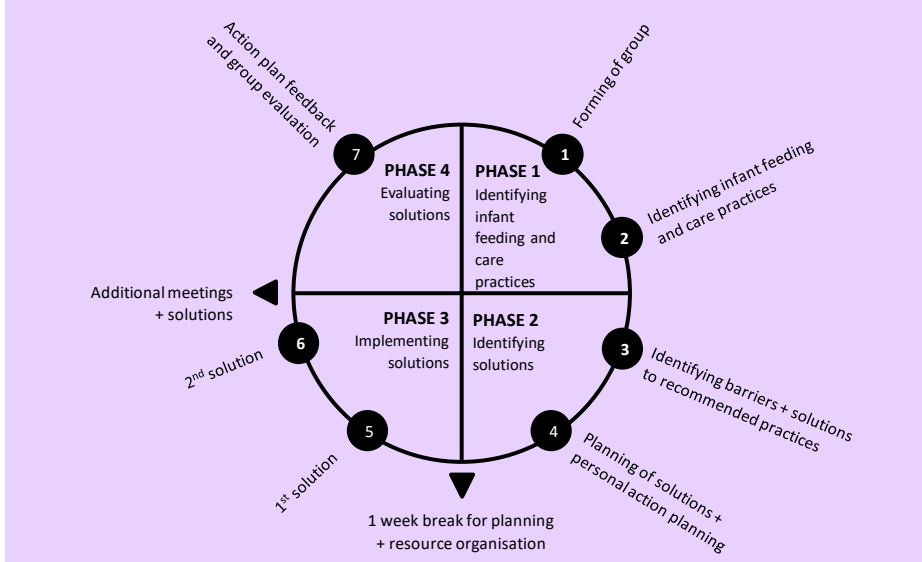 Action plan feedback
and group evaluation
7
PHASE 4
Evaluating
solutions
Forming of group
1
PHASE 1
Identifying
infant
feeding and
care
practices
Identifying infant feeding
and care practices
2
Additional meetings
+ solutions
PHASE 3
Implementing
solutions
PHASE 2
Identifying
solutions
6
2nd solution
3
Identifying barriers + solutions
to recommended practices
5
1st solution
4
Planning of solutions +
personal action planning
1 week break for planning
+ resource organisation